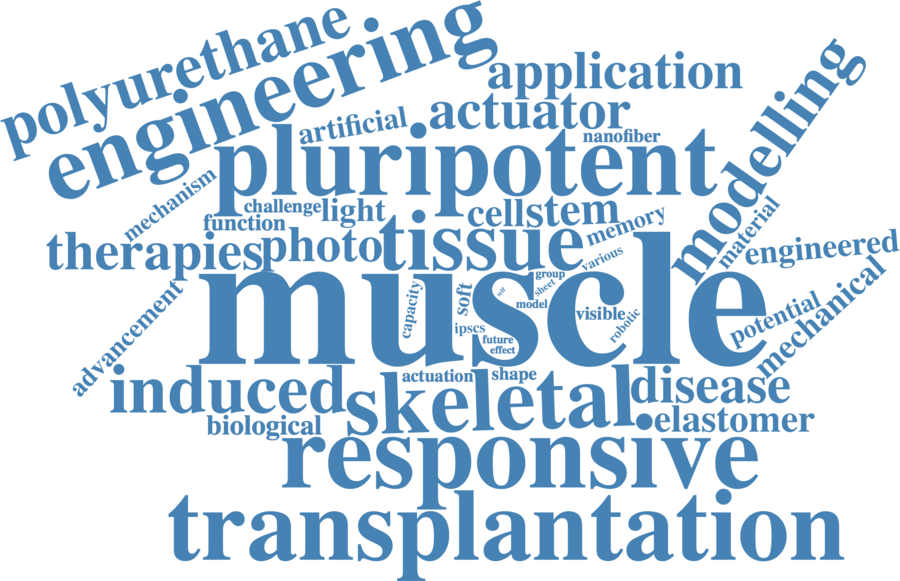 polyurethane
engineering
application
actuator
artificial
nanofiber
pluripotent
modelling
mechanism
challenge
light
cellstem
function
memory
material
therapies
photo
tissue
various
engineered
muscle
group
sheet
self
capacity
soft
model
visible
robotic
ipscs
future
effect
potential
mechanical
advancement
actuation
shape
induced
skeletal
disease
biological
elastomer
responsive
transplantation